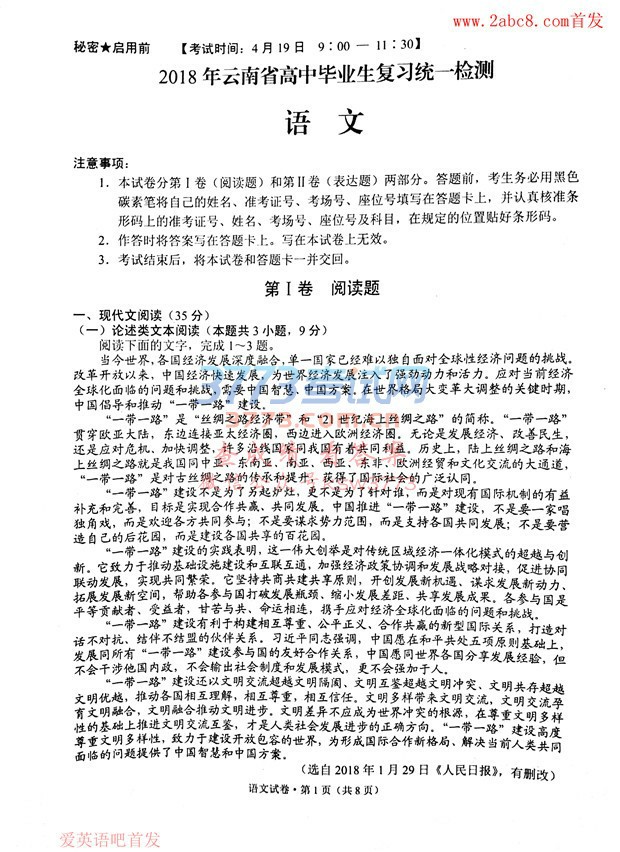 www.2abc8.com首发
秘密★启用前 【考试时间：4月19日 9：00—11：30】
2018年云南省高中毕业生复习统一检测
语 文
注意事项：
1．本试卷分第Ⅰ卷（阅读题）和第Ⅱ卷（表达题）两部分。答题前，考生务必用黑色
碳素笔将自己的姓名、准考证号、考场号、座位号填写在答题卡上，并认真核准条
形码上的准考证号、姓名、考场号、座位号及科目，在规定的位置贴好条形码。
2．作答时将答案写在答题卡上。写在本试卷上无效。
3．考试结束后，将本试卷和答题卡一并交回。
第Ⅰ卷 阅读题
一、现代文阅读（35分）
（一）论述类文本阅读（本题共3小题，9分）
阅读下面的文字，完成1～3题。
当今世界，各国经济发展深度融合，单一国家已经难以独自面对全球性经济问题的挑战。
改革开放以来，中国经济快速发展，为世界经济发展注入了强劲动力和活力。应对当前经济
全球化面临的问题和挑战，需要中国智慧、中国方案。在世界格局大变革大调整的关键时期，
中国倡导和推动“一带一路”建设。
“一带一路”是“丝绸之路经济带”和“21世纪海上丝绸之路”的简称。“一带一路”
贯穿欧亚大陆，东边连接亚太经济圈，西边进入欧洲经济圈。无论是发展经济、改善民生，
还是应对危机、加快调整，许多沿线国家同我国有着共同利益。历史上，陆上丝绸之路和海
上丝绸之路就是我国同中亚、东南亚、南亚、西亚、东非、欧洲经贸和文化交流的大通道，
“一带一路”是对古丝绸之路的传承和提升，获得了国际社会的广泛认同。
“一带一路”建设不是为了另起炉灶，更不是为了针对谁，而是对现有国际机制的有益
补充和完善，目标是实现合作共赢、共同发展。中国推进“一带一路”建设，不是要一家唱
独角戏，而是欢迎各方共同参与；不是要谋求势力范围，而是支持各国共同发展；不是要营
造自己的后花园，而是建设各国共享的百花园。
“一带一路”建设的实践表明，这一伟大创举是对传统区域经济一体化模式的超越与创
新。它致力于推动基础设施建设和互联互通，加强经济政策协调和发展战略对接，促进协同
联动发展，实现共同繁荣。它坚持共商共建共享原则，开创发展新机遇、谋求发展新动力、
拓展发展新空间，帮助各参与国打破发展瓶颈、缩小发展差距、共享发展成果。各参与国是
平等贡献者、受益者，甘苦与共、命运相连，携手应对经济全球化面临的问题和挑战。
“一带一路”建设有利于构建相互尊重、公平正义、合作共赢的新型国际关系，打造对
话不对抗、结伴不结盟的伙伴关系。习近平同志强调，中国愿在和平共处五项原则基础上，
发展同所有“一带一路”建设参与国的友好合作关系，中国愿同世界各国分享发展经验，但
不会干涉他国内政，不会输出社会制度和发展模式，更不会强加于人。
“一带一路”建设还以文明交流超越文明隔阂、文明互鉴超越文明冲突、文明共存超越
文明优越，推动各国相互理解，相互尊重，相互信任。文明多样带来文明交流，文明交流孕
育文明融合，文明融合推动文明进步。文明差异不应成为世界冲突的根源，在尊重文明多样
性的基础上推进文明交流互鉴，才是人类社会发展进步的正确方向。“一带一路”建设高度
尊重文明多样性，致力于建设开放包容的世界，为形成国际合作新格局、解决当前人类共同
面临的问题提供了中国智慧和中国方案。
（选自2018年1月29日《人民日报》，有删改）
语文试卷·第1页（共8页）
爱英语吧首发